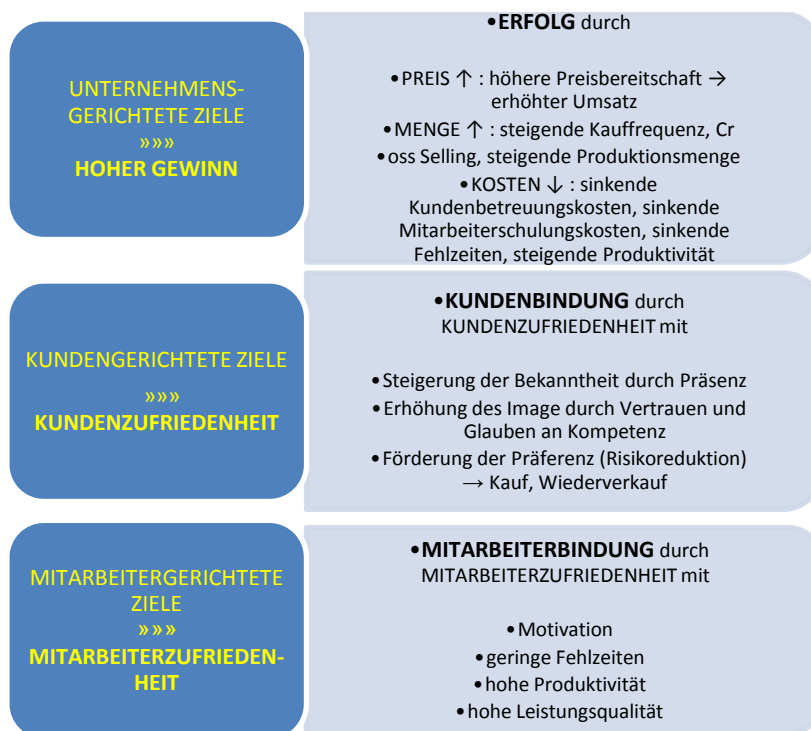 UNTERNEHMENS-
GERICHTETE ZIELE
»»»
HOHER GEWINN
•ERFOLG durch
•PREIS ↑ : höhere Preisbereitschaft →
erhöhter Umsatz
•MENGE ↑ : steigende Kauffrequenz, Cr
•oss Selling, steigende Produktionsmenge
•KOSTEN ↓ : sinkende
Kundenbetreuungskosten, sinkende
Mitarbeiterschulungskosten, sinkende
Fehlzeiten, steigende Produktivität
KUNDENGERICHTETE ZIELE
»»»
KUNDENZUFRIEDENHEIT
•KUNDENBINDUNG durch
KUNDENZUFRIEDENHEIT mit
•Steigerung der Bekanntheit durch Präsenz
•Erhöhung des Image durch Vertrauen und
Glauben an Kompetenz
•Förderung der Präferenz (Risikoreduktion)
→ Kauf, Wiederverkauf
MITARBEITERGERICHTETE
ZIELE
»»»
MITARBEITERZUFRIEDEN-
HEIT
•MITARBEITERBINDUNG durch
MITARBEITERZUFRIEDENHEIT mit
•Motivation
•geringe Fehlzeiten
•hohe Produktivität
•hohe Leistungsqualität